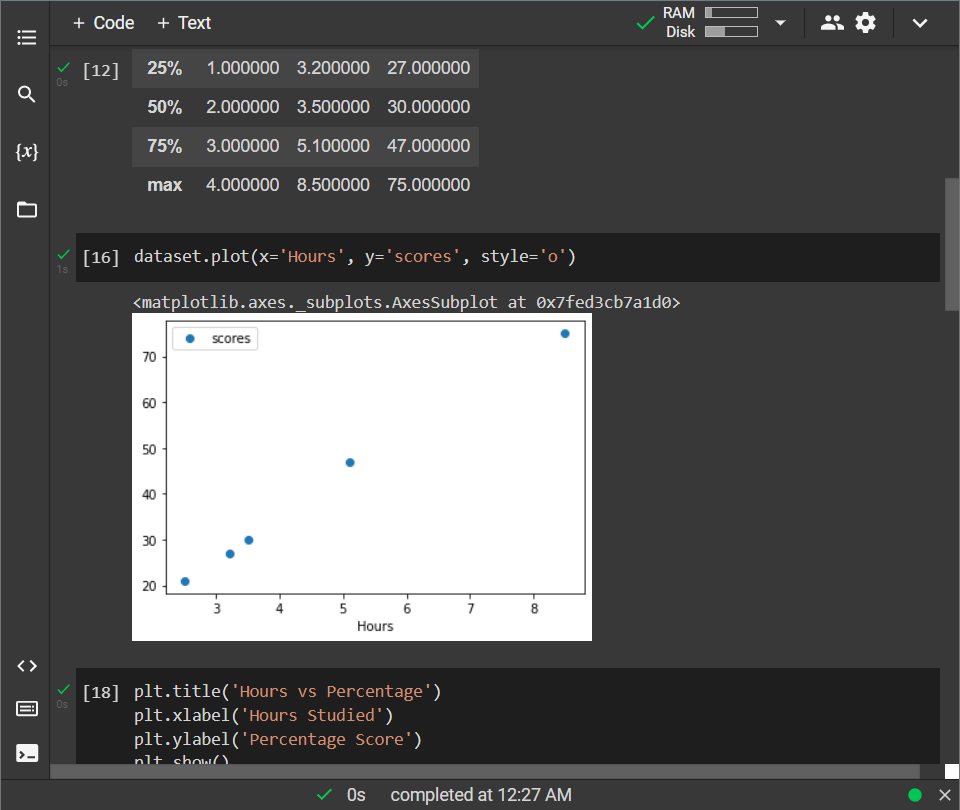 + Code + Text
RAM
Disk
{x}
[12]
0s
25% 1.000000 3.200000 27.000000
50% 2.000000 3.500000 30.000000
75% 3.000000 5.100000 47.000000
max 4.000000 8.500000 75.000000
[16] dataset.plot(x='Hours', y='scores', style='o')
1s
<matplotlib.axes._subplots.AxesSubplot at 0x7fed3cb7a1d0>
scores
70
60
50
40
30
20
3 4 5 6 7 8
Hours
[18] plt.title('Hours vs Percentage')
0s
plt.xlabel('Hours Studied')
plt.ylabel('Percentage Score')
plt.show()
0s completed at 12:27 AM